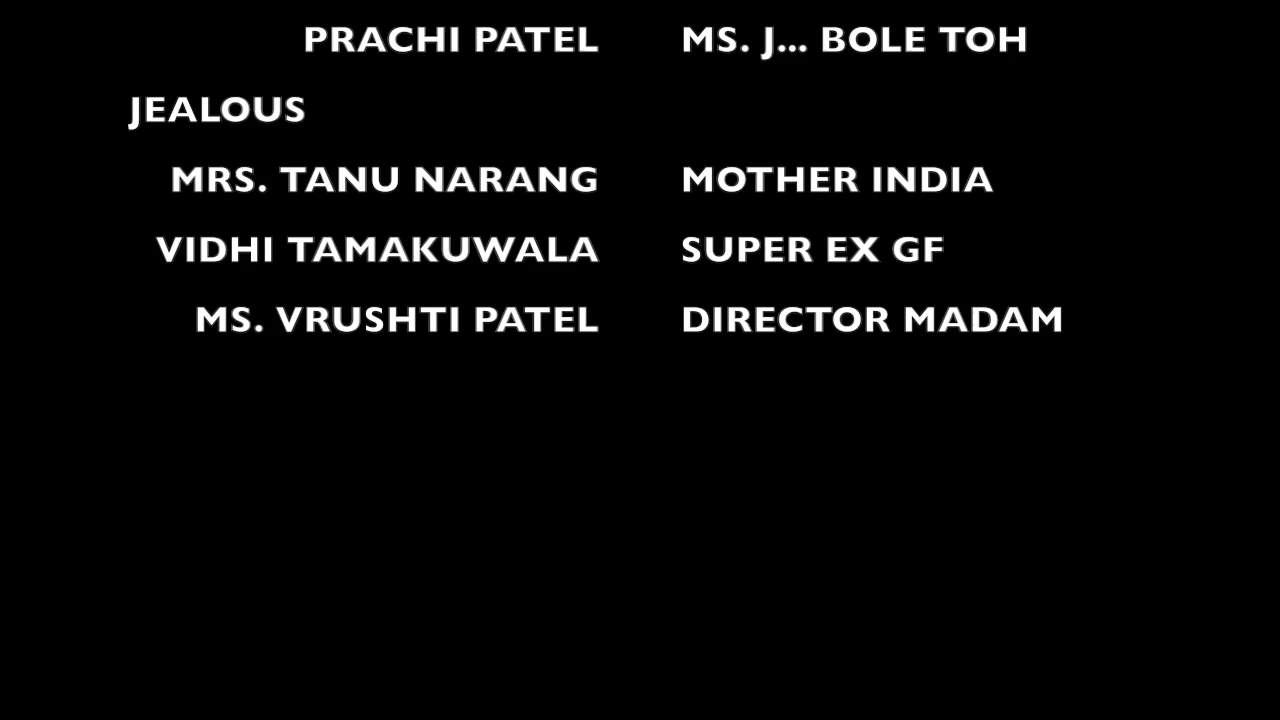 PRACHI PATEL MS. J... BOLE TOH
JEALOUS
MRS. TANU NARANG MOTHER INDIA
VIDHI TAMAKUWALA SUPER EX GF
MS. VRUSHTI PATEL DIRECTOR MADAM